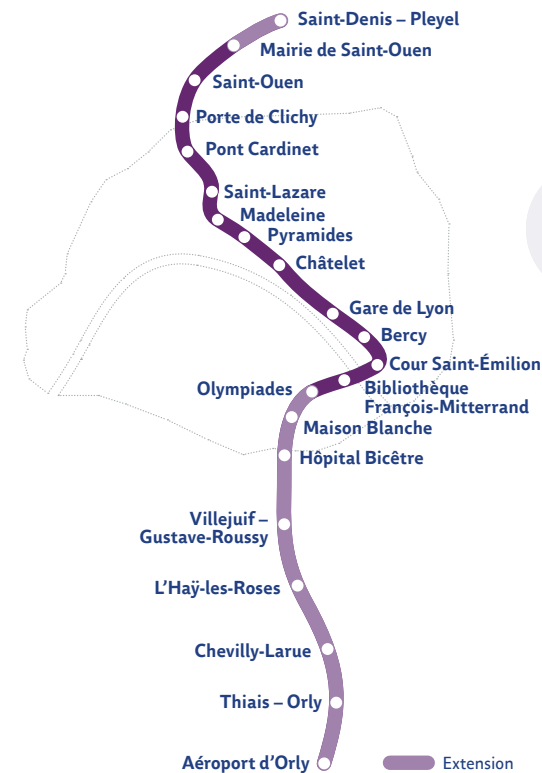 Saint-Denis – Pleyel
Mairie de Saint-Ouen
Saint-Ouen
Porte de Clichy
Pont Cardinet
Saint-Lazare
Madeleine
Pyramides
Châtelet
Gare de Lyon
Bercy
Cour Saint-Émilion
Bibliothèque
François-Mitterrand
Olympiades
Maison Blanche
Hôpital Bicêtre
Villejuif –
Gustave-Roussy
L'Haÿ-les-Roses
Chevilly-Larue
Thiais – Orly
Aéroport d'Orly
Extension